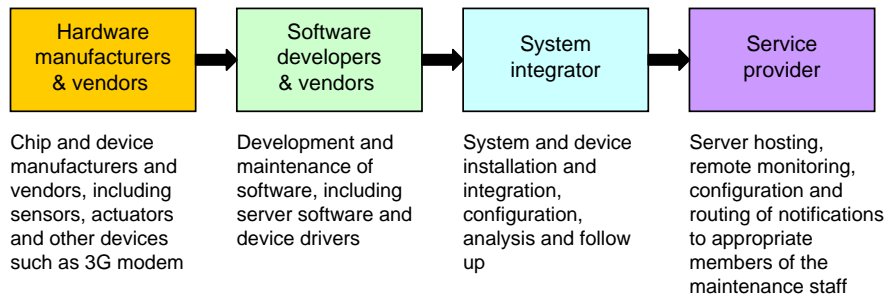 Hardware
manufacturers
& vendors
Software
developers
& vendors
System
integrator
Service
provider
Chip and device
manufacturers and
vendors, including
sensors, actuators
and other devices
such as 3G modem
Development and
maintenance of
software, including
server software and
device drivers
System and device
installation and
integration,
configuration,
analysis and follow
up
Server hosting,
remote monitoring,
configuration and
routing of notifications
to appropriate
members of the
maintenance staff